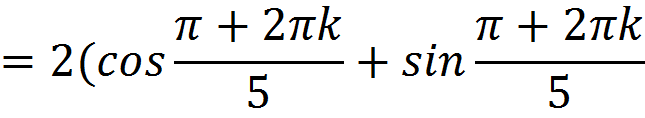 = 2(cos (π + 2πk)/5 + sin (π + 2πk)/5